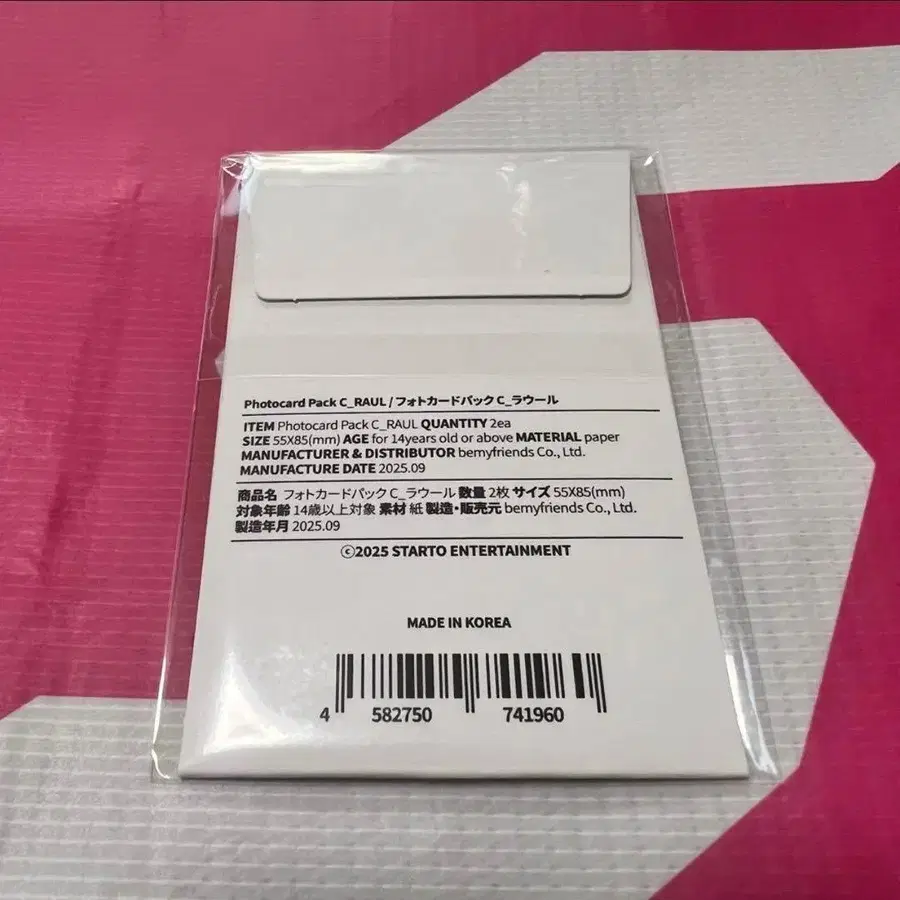 Photocard Pack C_RAUL / フォトカードパック C_ラウール
ITEM Photocard Pack C_RAUL QUANTITY 2ea
SIZE 55X85(mm) AGE for 14years old or above MATERIAL paper
MANUFACTURER & DISTRIBUTOR bemyfriends Co., Ltd.
MANUFACTURE DATE 2025.09
商品名 フォトカードパック C_ラウール 数量 2枚 サイズ 55X85(mm)
対象年齢 14歳以上対象 素材 紙 製造・販売元 bemyfriends Co., Ltd.
製造年月 2025.09
ⓒ2025 STARTO ENTERTAINMENT
MADE IN KOREA
4 582750 741960